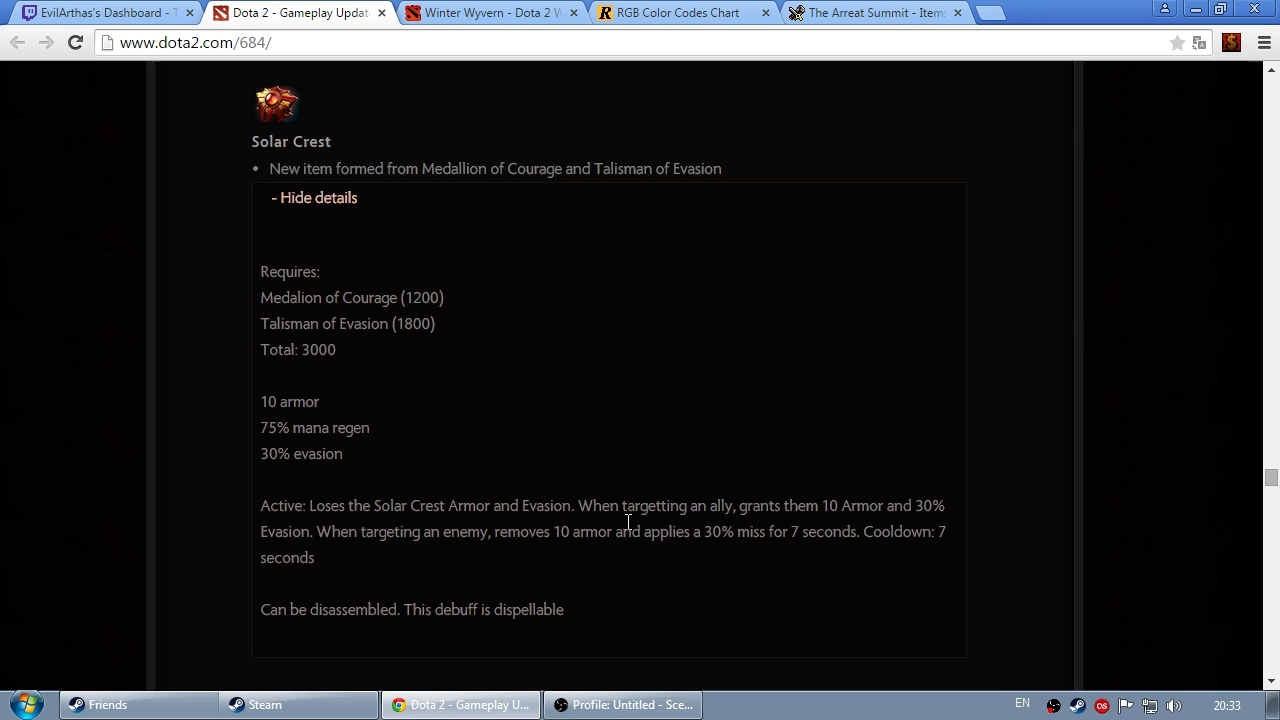 EvilArthas's Dashboard - T
Dota 2 - Gameplay Updat
Winter Wyvern - Dota 2 W
RGB Color Codes Chart
The Arreat Summit - Item
www.dota2.com/684/
Solar Crest
• New item formed from Medallion of Courage and Talisman of Evasion
- Hide details
Requires:
Medalion of Courage (1200)
Talisman of Evasion (1800)
Total: 3000
10 armor
75% mana regen
30% evasion
Active: Loses the Solar Crest Armor and Evasion. When targetting an ally, grants them 10 Armor and 30%
Evasion. When targeting an enemy, removes 10 armor and applies a 30% miss for 7 seconds. Cooldown: 7
seconds
Can be disassembled. This debuff is dispellable
Friends
Steam
Dota 2 - Gameplay U...
Profile: Untitled - Sce...
EN
20:33